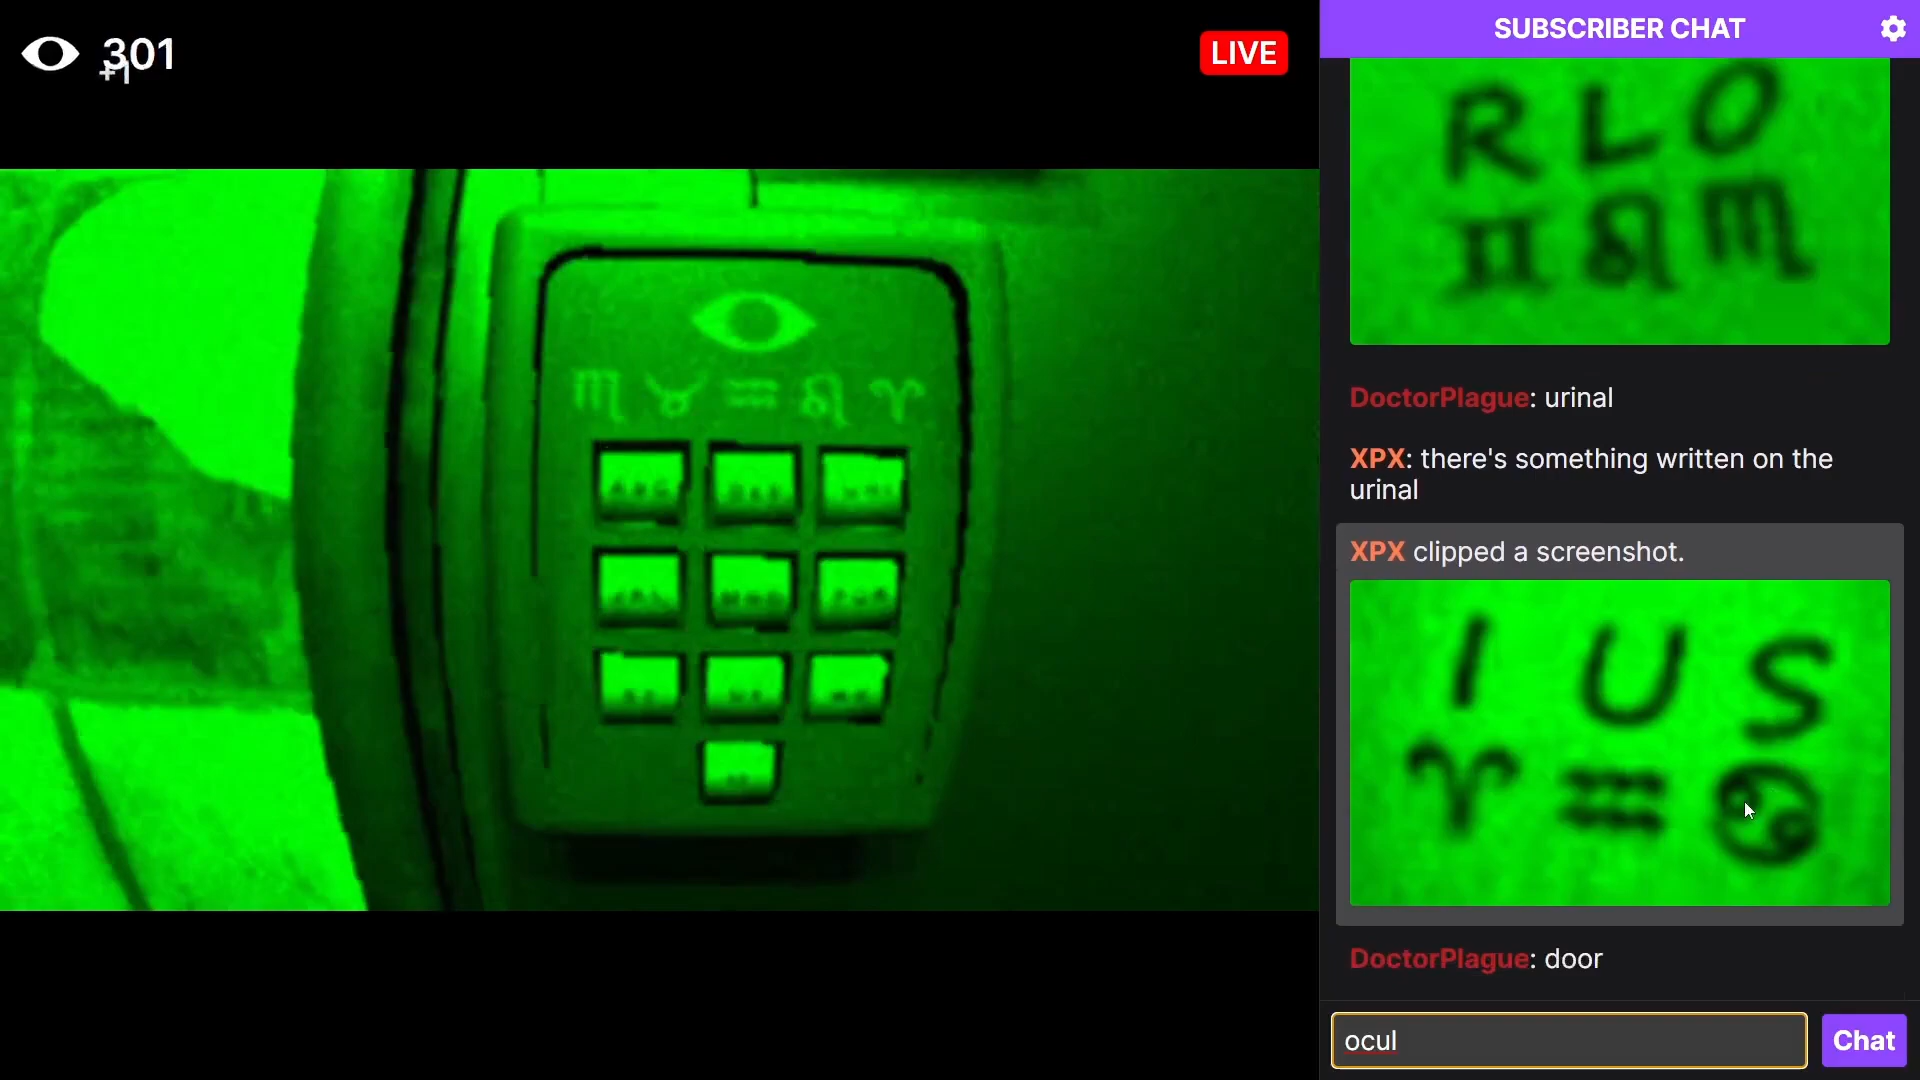 301
+1
LIVE
SUBSCRIBER CHAT
R L O
♊ ♌ ♏
DoctorPlague: urinal
XPX: there's something written on the
urinal
XPX clipped a screenshot.
I U S
♈ ♒ ♋
DoctorPlague: door
ocul
Chat
♏ ♉ ♒ ♌ ♈